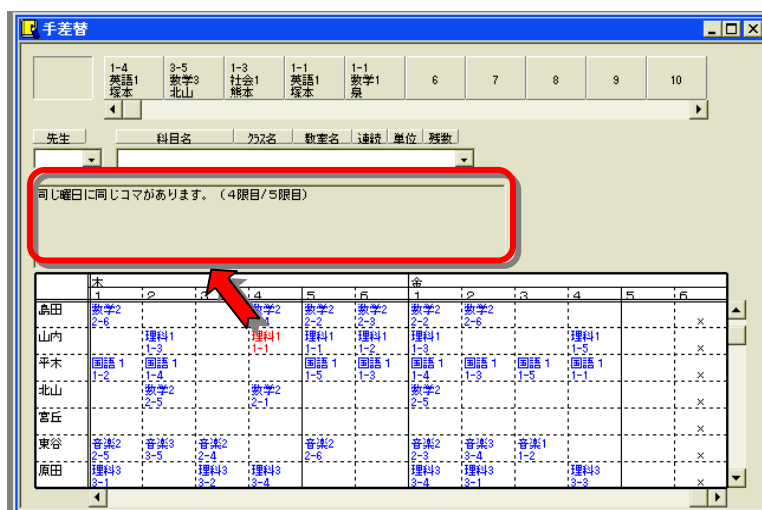 手差替
1-4 3-5 1-3 1-1 1-1
英語1 数学3 社会1 英語1 数学1 6 7 8 9 10
塚本 北山 熊本 塚本 泉
先生 科目名 クラス名 教室名 連続 単位 残数
同じ曜日に同じコマがあります。（4限目/5限目）
木 金
1 2 3 4 5 6 1 2 3 4 5 6
島田 数学2 数学2 数学2 数学2 数学2 数学2
2-6 4 2-2 2-3 2-2 2-6 ×
山内 理科1 理科1 理科1 理科1 理科1 理科1
1-3 1-1 1-1 1-2 1-3 1-5 ×
平木 国語1 国語1 国語1 国語1 国語1 国語1 国語1 国語1
1-2 1-4 1-5 1-3 1-4 1-3 1-5 1-1 ×
北山 数学2 数学2 数学2
2-5 2-1 2-5 ×
宮丘
×
東谷 音楽2 音楽3 音楽2 音楽2 音楽2 音楽3 音楽1
2-5 3-5 2-4 2-6 2-3 3-4 1-2 ×
原田 理科3 理科3 理科3 理科3 理科3 理科3
3-1 3-2 3-4 3-4 3-1 3-3 ×